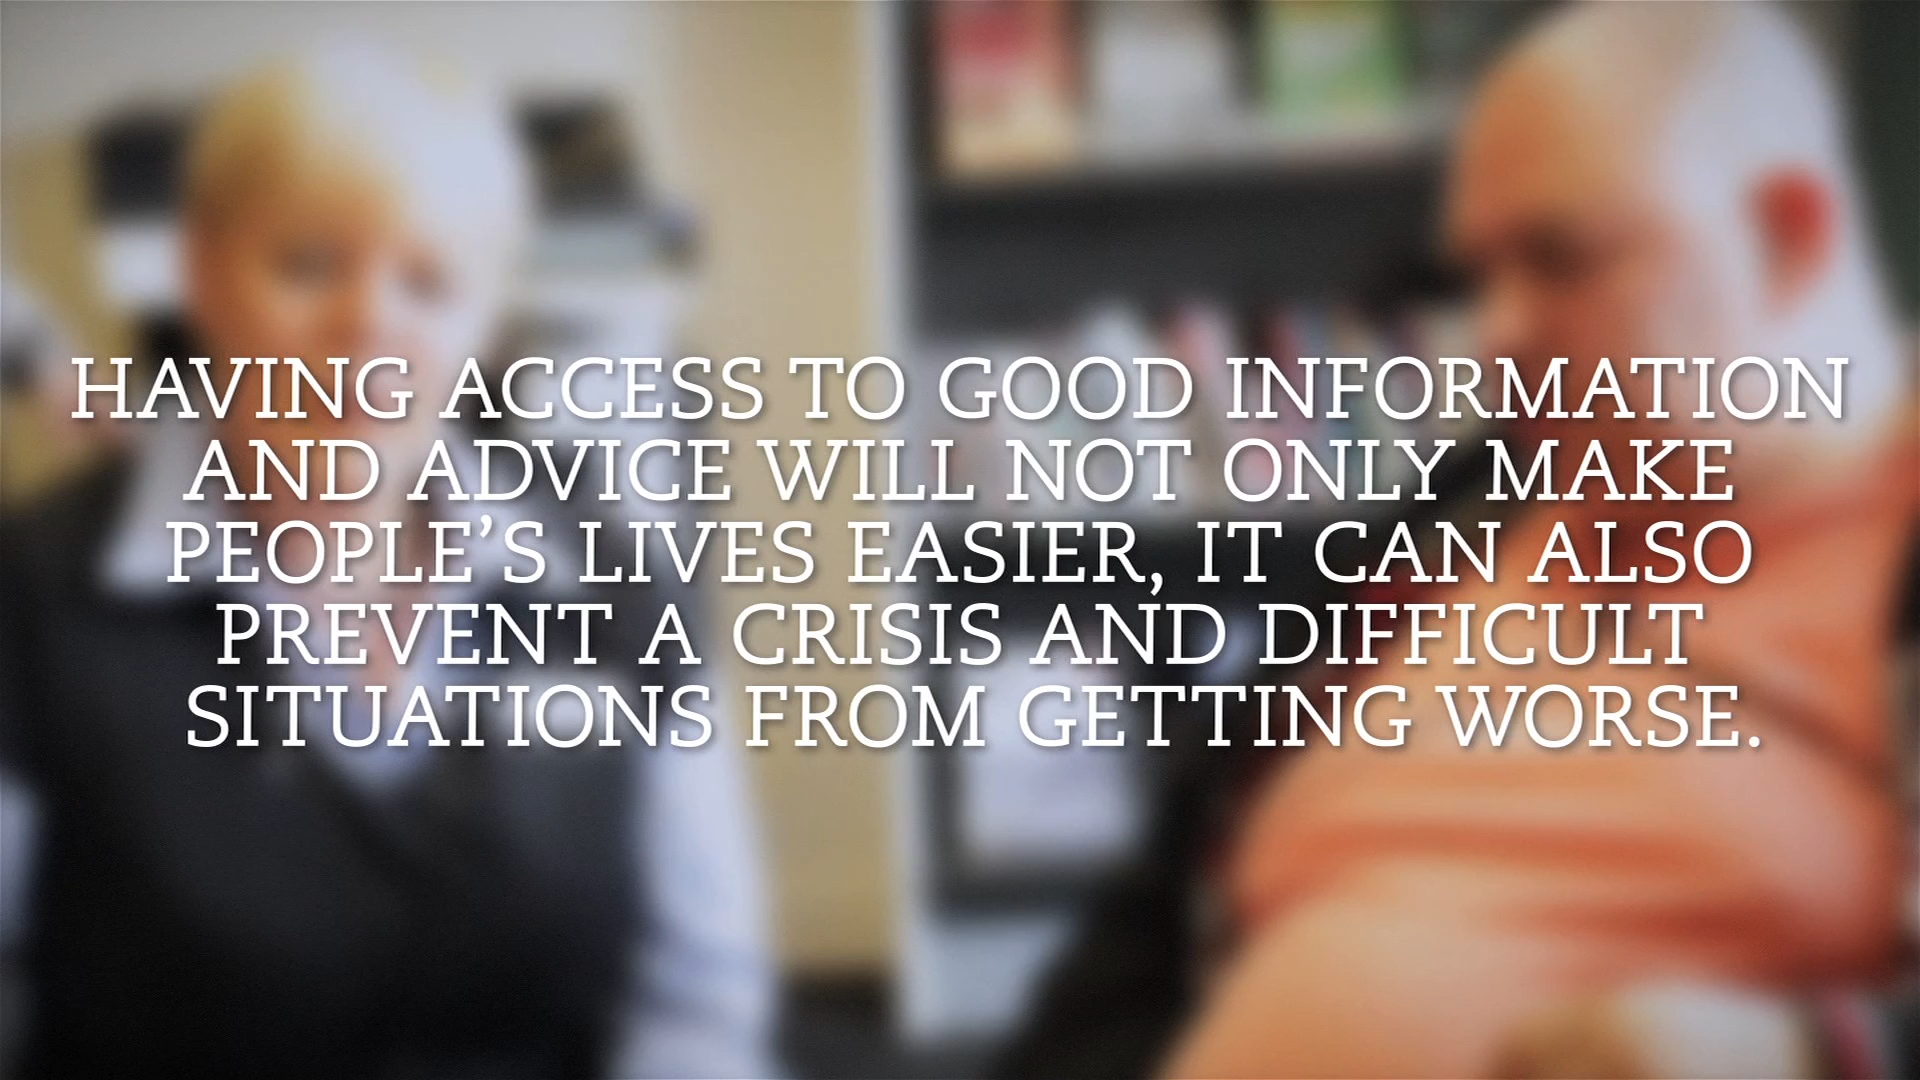 HAVING ACCESS TO GOOD INFORMATION
AND ADVICE WILL NOT ONLY MAKE
PEOPLE’S LIVES EASIER, IT CAN ALSO
PREVENT A CRISIS AND DIFFICULT
SITUATIONS FROM GETTING WORSE.